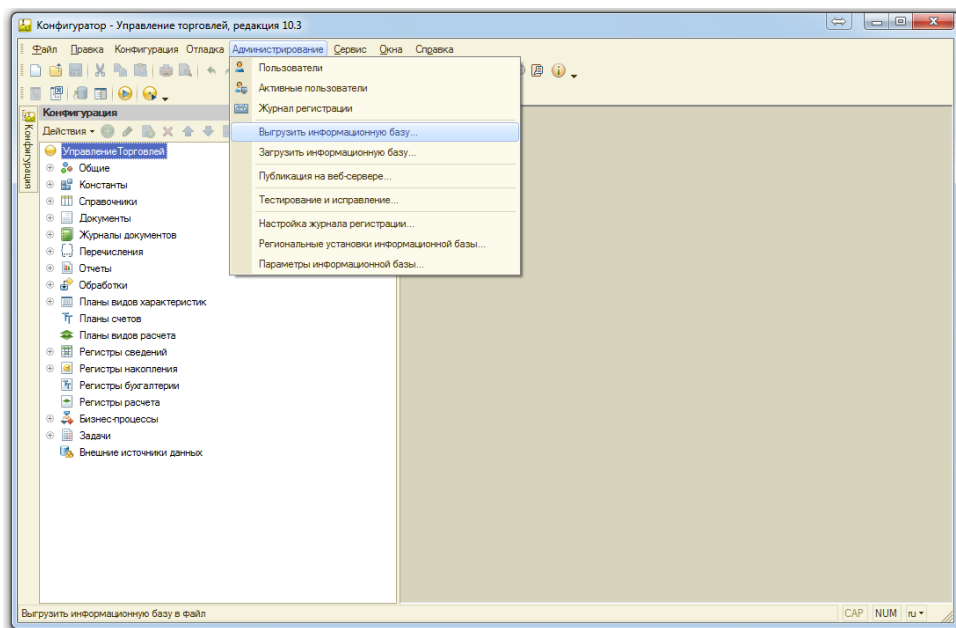 Конфигуратор - Управление торговлей, редакция 10.3
Файл Правка Конфигурация Отладка Администрирование Сервис Окна Справка
Пользователи
Активные пользователи
Журнал регистрации
Выгрузить информационную базу...
Загрузить информационную базу...
Публикация на веб-сервере...
Тестирование и исправление...
Настройка журнала регистрации...
Региональные установки информационной базы...
Параметры информационной базы...
Конфигурация
Конфигурация
Действия
УправлениеТорговлей
Общие
Константы
Справочники
Документы
Журналы документов
Перечисления
Отчеты
Обработки
Планы видов характеристик
Планы счетов
Планы видов расчета
Регистры сведений
Регистры накопления
Регистры бухгалтерии
Регистры расчета
Бизнес-процессы
Задачи
Внешние источники данных
Выгрузить информационную базу в файл
CAP NUM ru